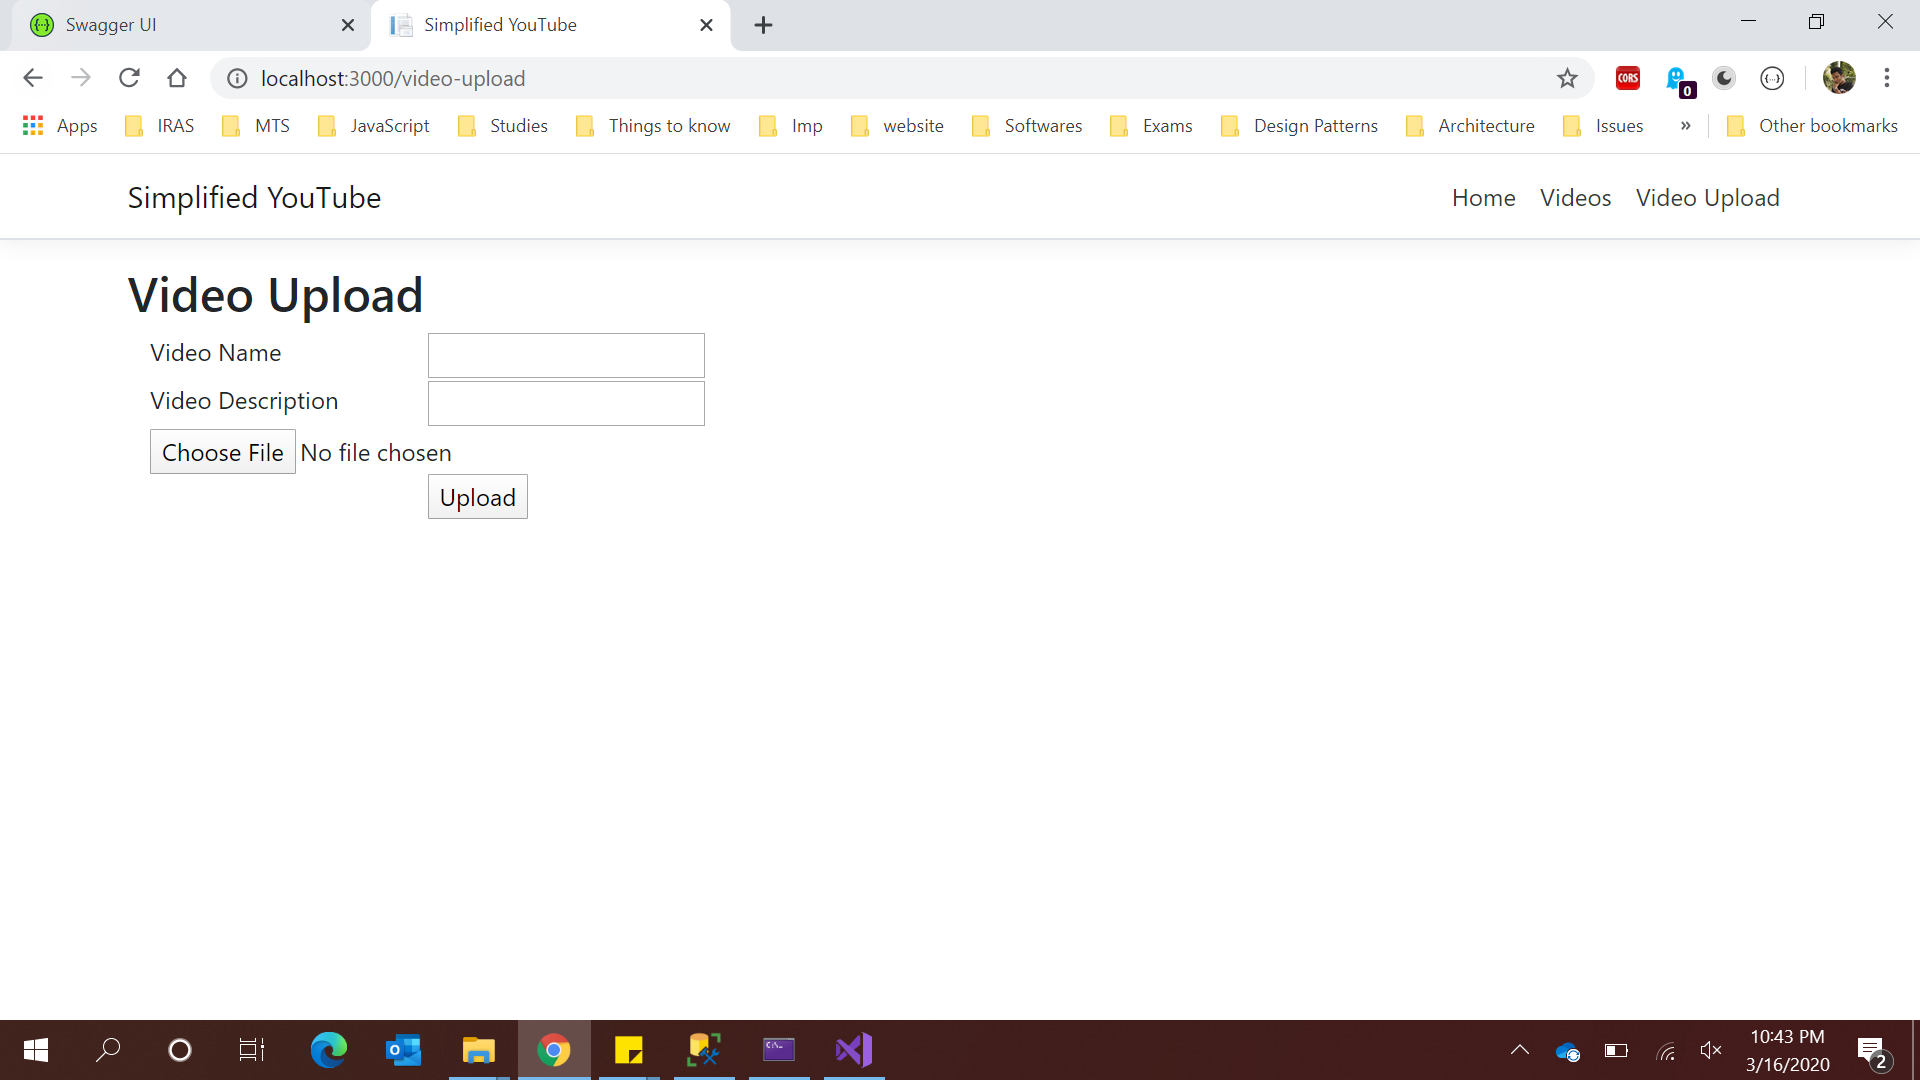 Swagger UI
Simplified YouTube
localhost:3000/video-upload
CORS
0
Apps IRAS MTS JavaScript Studies Things to know Imp website Softwares Exams Design Patterns Architecture Issues » Other bookmarks
Simplified YouTube
Home Videos Video Upload
Video Upload
Video Name
Video Description
Choose File No file chosen
Upload
10:43 PM
3/16/2020
2